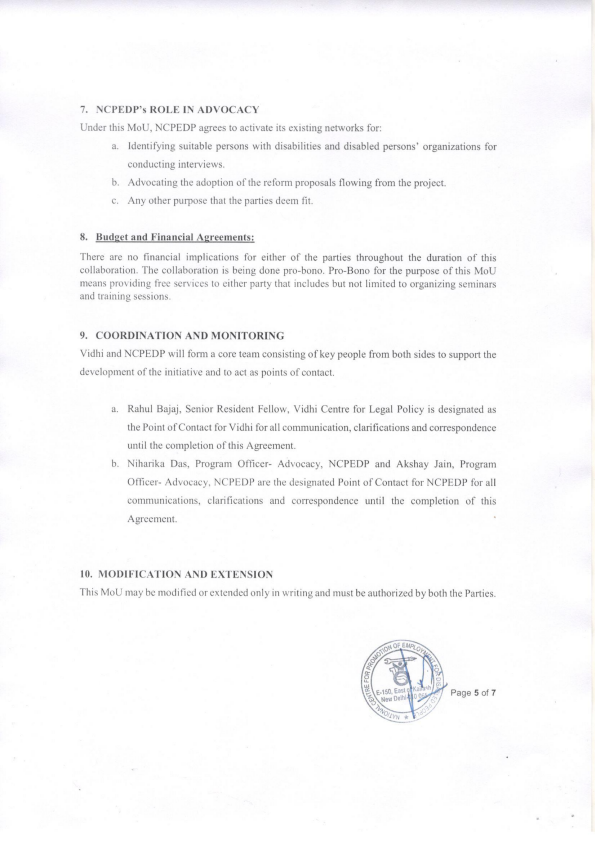 7. NCPEDP's ROLE IN ADVOCACY
Under this MoU, NCPEDP agrees to activate its existing networks for:
a. Identifying suitable persons with disabilities and disabled persons' organizations for
conducting interviews.
b. Advocating the adoption of the reform proposals flowing from the project.
c. Any other purpose that the parties deem fit.
8. Budget and Financial Agreements:
There are no financial implications for either of the parties throughout the duration of this
collaboration. The collaboration is being done pro-bono. Pro-Bono for the purpose of this MoU
means providing free services to either party that includes but not limited to organizing seminars
and training sessions.
9. COORDINATION AND MONITORING
Vidhi and NCPEDP will form a core team consisting of key people from both sides to support the
development of the initiative and to act as points of contact.
a. Rahul Bajaj, Senior Resident Fellow, Vidhi Centre for Legal Policy is designated as
the Point of Contact for Vidhi for all communication, clarifications and correspondence
until the completion of this Agreement.
b. Niharika Das, Program Officer- Advocacy, NCPEDP and Akshay Jain, Program
Officer- Advocacy, NCPEDP are the designated Point of Contact for NCPEDP for all
communications, clarifications and correspondence until the completion of this
Agreement.
10. MODIFICATION AND EXTENSION
This MoU may be modified or extended only in writing and must be authorized by both the Parties.
NATIONAL CENTRE FOR PROMOTION OF EMPLOYMENT FOR
E-150, East of
New Delhi
Page 5 of 7